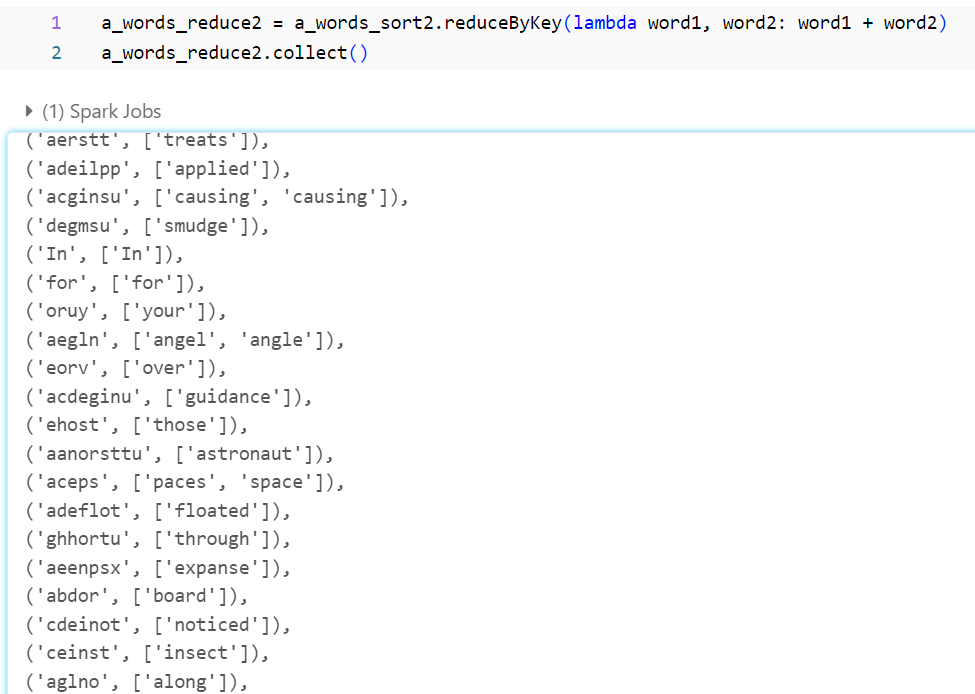 1 a_words_reduce2 = a_words_sort2.reduceByKey(lambda word1, word2: word1 + word2)
2 a_words_reduce2.collect()
(1) Spark Jobs
('aerstt', ['treats']),
('adeilpp', ['applied']),
('acginsu', ['causing', 'causing']),
('degmsu', ['smudge']),
('In', ['In']),
('for', ['for']),
('oruy', ['your']),
('aegln', ['angel', 'angle']),
('eorv', ['over']),
('acdeginu', ['guidance']),
('ehost', ['those']),
('aanorsttu', ['astronaut']),
('aceps', ['paces', 'space']),
('adeflot', ['floated']),
('ghhortu', ['through']),
('aeenpsx', ['expanse']),
('abdor', ['board']),
('cdeinot', ['noticed']),
('ceinst', ['insect']),
('aglno', ['along']),